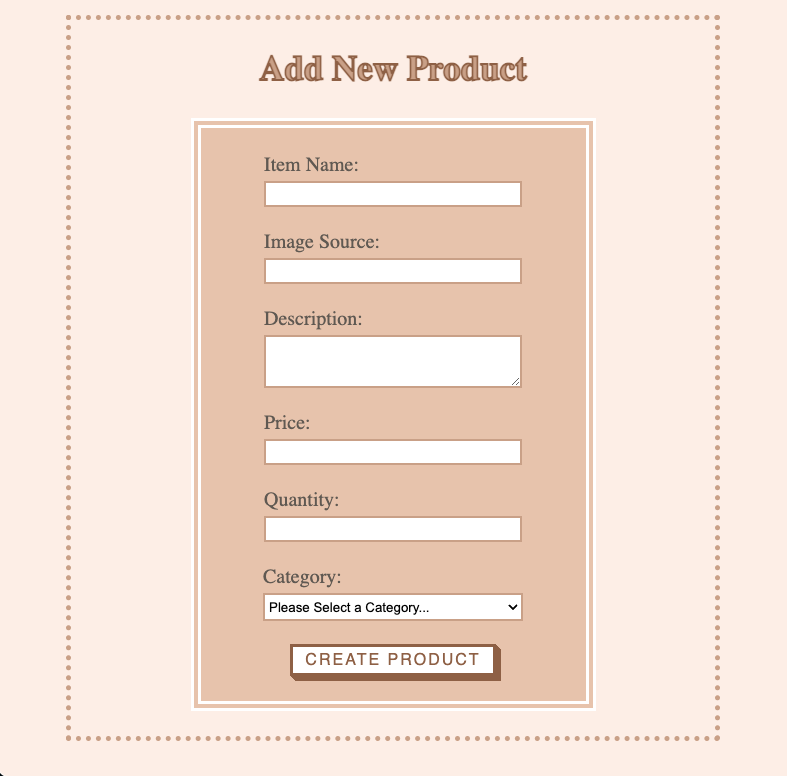 Add New Product
Item Name:
Image Source:
Description:
Price:
Quantity:
Category:
Please Select a Category...
CREATE PRODUCT